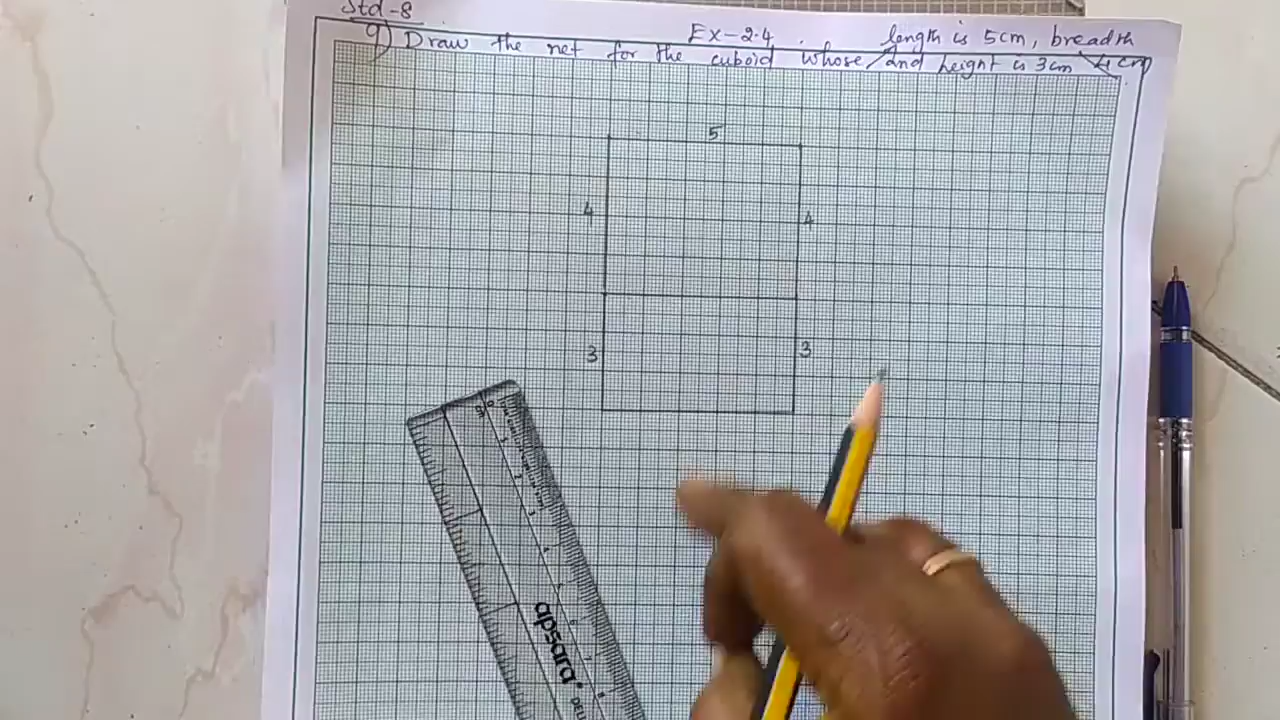 Std-8
Ex-2.4
9) Draw the net for the cuboid whose length is 5cm, breadth 4cm
and height is 3cm
5
4 4
3 3
apsara